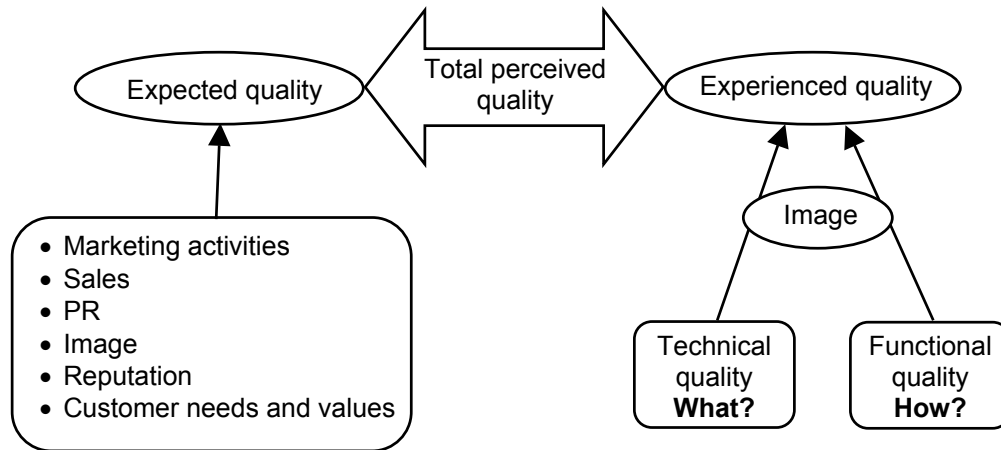 Expected quality
Total perceived
quality
Experienced quality
• Marketing activities
• Sales
• PR
• Image
• Reputation
• Customer needs and values
Image
Technical
quality
What?
Functional
quality
How?